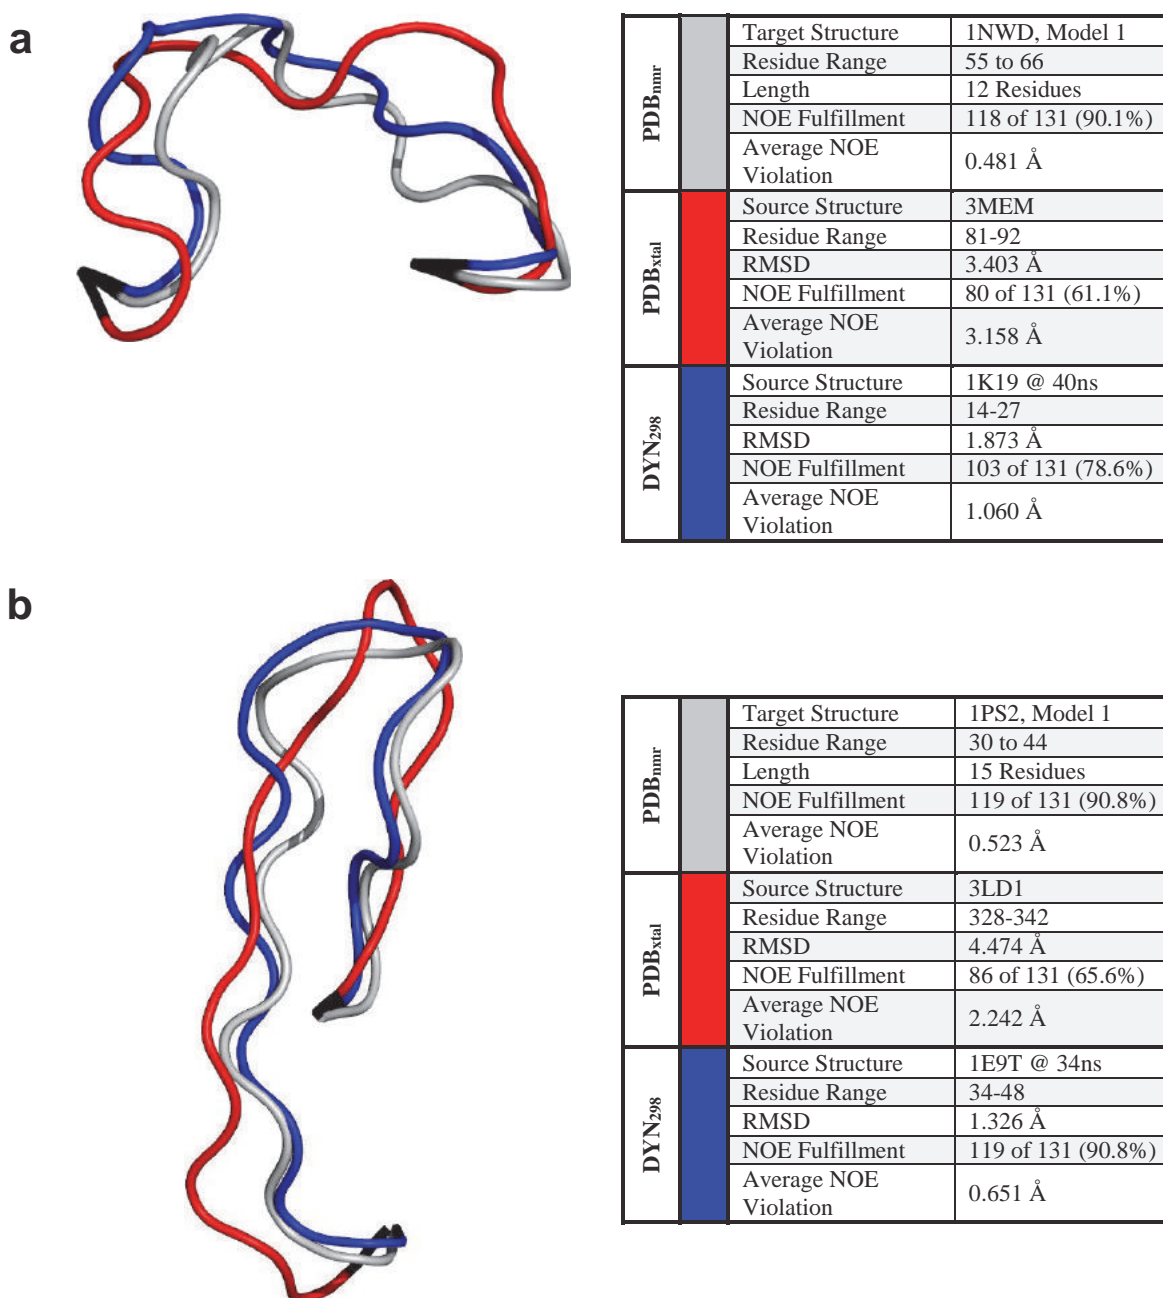 a
PDBnmr
Target Structure 1NWD, Model 1
Residue Range 55 to 66
Length 12 Residues
NOE Fulfillment 118 of 131 (90.1%)
Average NOE
Violation 0.481 Å
PDBxtal
Source Structure 3MEM
Residue Range 81-92
RMSD 3.403 Å
NOE Fulfillment 80 of 131 (61.1%)
Average NOE
Violation 3.158 Å
DYN298
Source Structure 1K19 @ 40ns
Residue Range 14-27
RMSD 1.873 Å
NOE Fulfillment 103 of 131 (78.6%)
Average NOE
Violation 1.060 Å
b
PDBnmr
Target Structure 1PS2, Model 1
Residue Range 30 to 44
Length 15 Residues
NOE Fulfillment 119 of 131 (90.8%)
Average NOE
Violation 0.523 Å
PDBxtal
Source Structure 3LD1
Residue Range 328-342
RMSD 4.474 Å
NOE Fulfillment 86 of 131 (65.6%)
Average NOE
Violation 2.242 Å
DYN298
Source Structure 1E9T @ 34ns
Residue Range 34-48
RMSD 1.326 Å
NOE Fulfillment 119 of 131 (90.8%)
Average NOE
Violation 0.651 Å